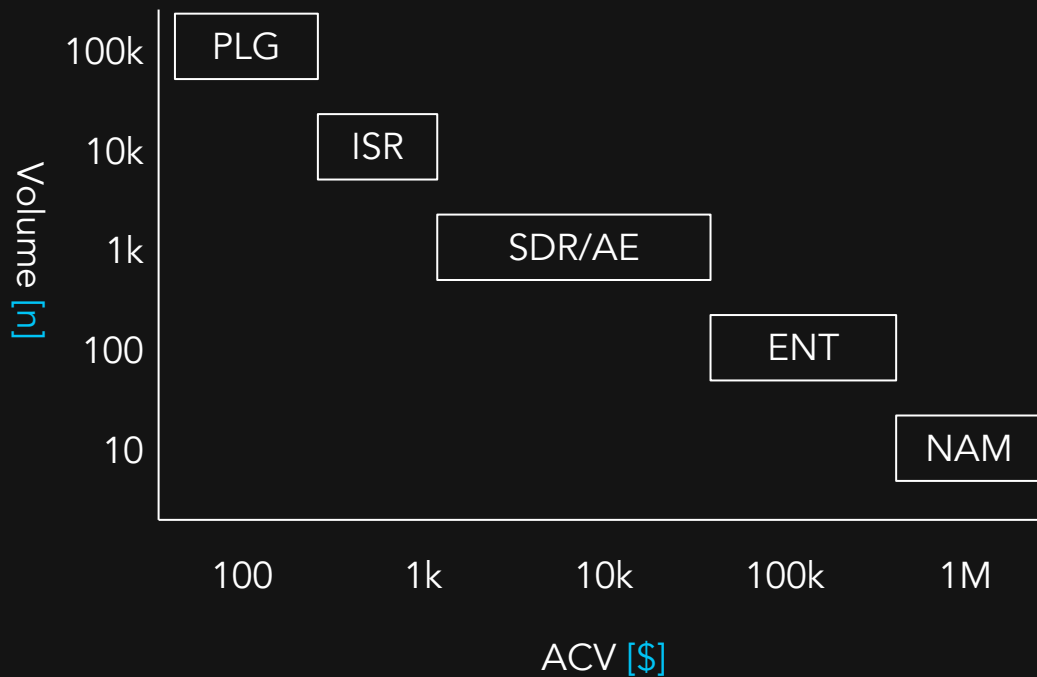 100k
PLG
10k
ISR
1k
SDR/AE
100
ENT
10
NAM
Volume [n]
100
1k
10k
100k
1M
ACV [$]